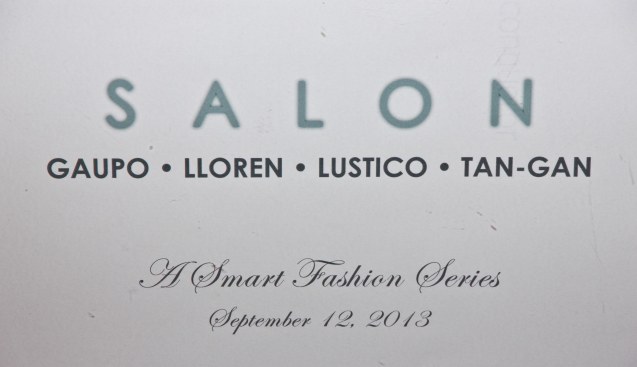 SALON
GAUPO • LLOREN • LUSTICO • TAN-GAN
A Smart Fashion Series
September 12, 2013